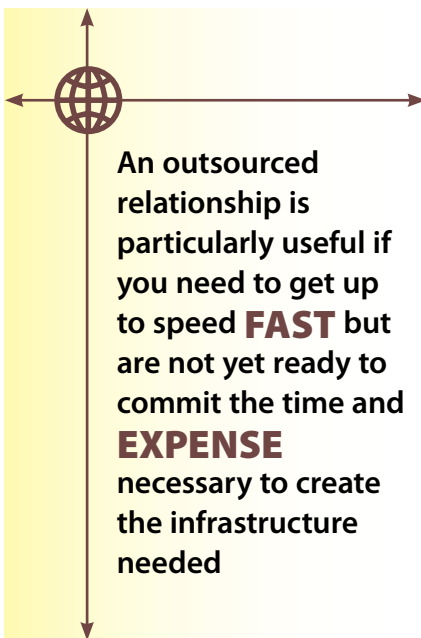 An outsourced
relationship is
particularly useful if
you need to get up
to speed FAST but
are not yet ready to
commit the time and
EXPENSE
necessary to create
the infrastructure
needed